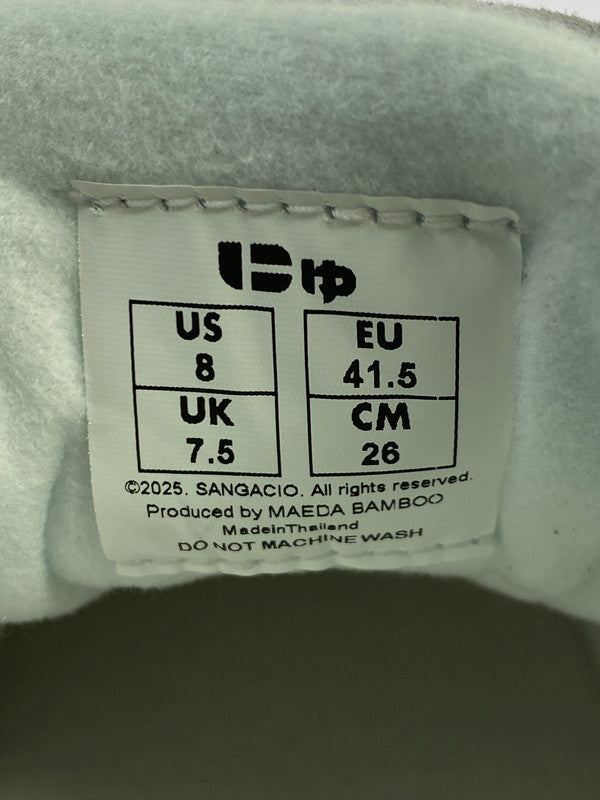 US
8
UK
7.5
EU
41.5
CM
26
©2025. SANGACIO. All rights reserved.
Produced by MAEDA BAMBOO
MadeinThailand
DO NOT MACHINE WASH